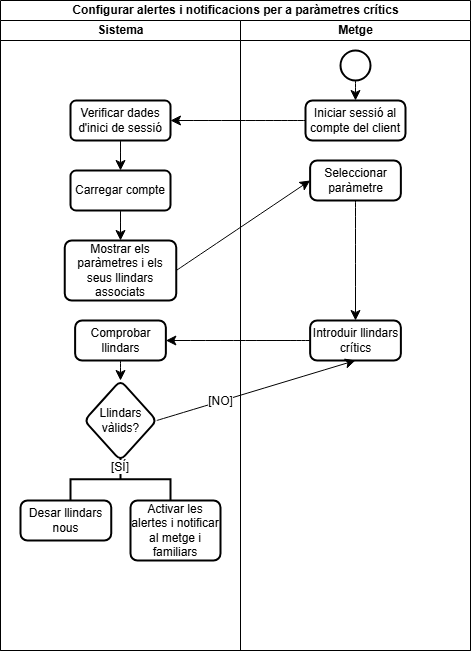 Configurar alertes i notificacions per a paràmetres crítics
Sistema
Metge
Iniciar sessió al
compte del client
Verificar dades
d'inici de sessió
Carregar compte
Mostrar els
paràmetres i els
seus llindars
associats
Seleccionar
paràmetre
Introduir llindars
crítics
Comprobar
llindars
Llindars
vàlids?
[NO]
[SÍ]
Desar llindars
nous
Activar les
alertes i notificar
al metge i
familiars